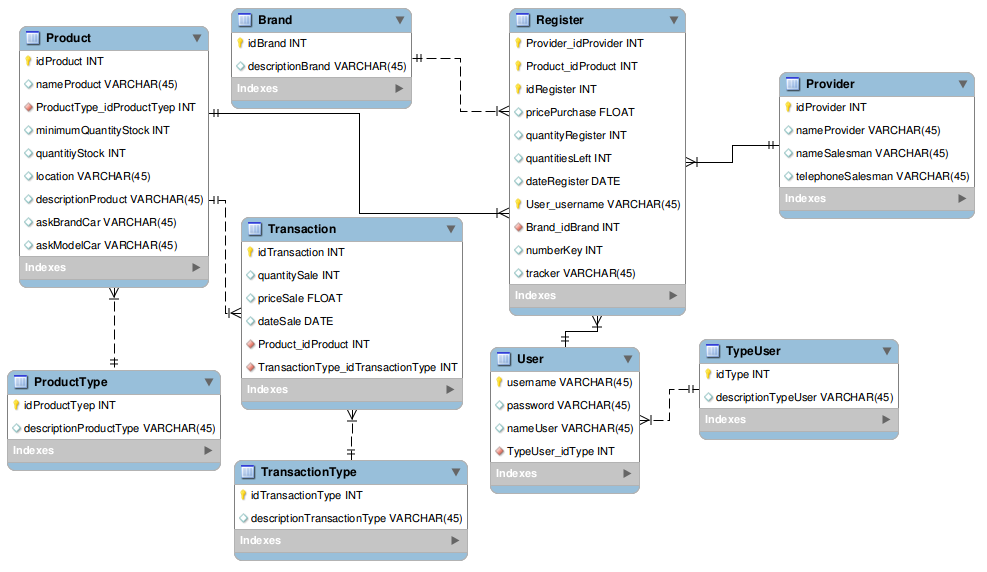 Product
idProduct INT
nameProduct VARCHAR(45)
ProductType_idProductTyep INT
minimumQuantityStock INT
quantitiyStock INT
location VARCHAR(45)
descriptionProduct VARCHAR(45)
askBrandCar VARCHAR(45)
askModelCar VARCHAR(45)
Indexes
Brand
idBrand INT
descriptionBrand VARCHAR(45)
Indexes
Register
Provider_idProvider INT
Product_idProduct INT
idRegister INT
pricePurchase FLOAT
quantityRegister INT
quantitiesLeft INT
dateRegister DATE
User_username VARCHAR(45)
Brand_idBrand INT
numberKey INT
tracker VARCHAR(45)
Indexes
Provider
idProvider INT
nameProvider VARCHAR(45)
nameSalesman VARCHAR(45)
telephoneSalesman VARCHAR(45)
Indexes
Transaction
idTransaction INT
quantitySale INT
priceSale FLOAT
dateSale DATE
Product_idProduct INT
TransactionType_idTransactionType INT
Indexes
ProductType
idProductTyep INT
descriptionProductType VARCHAR(45)
Indexes
User
username VARCHAR(45)
password VARCHAR(45)
nameUser VARCHAR(45)
TypeUser_idType INT
Indexes
TypeUser
idType INT
descriptionTypeUser VARCHAR(45)
Indexes
TransactionType
idTransactionType INT
descriptionTransactionType VARCHAR(45)
Indexes